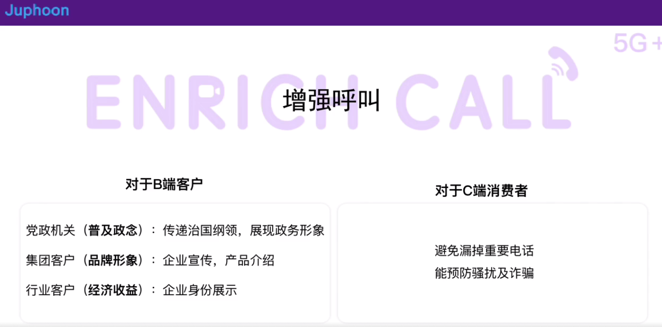 Juphoon
5G+
ENRICH CALL
增强呼叫
对于B端客户
党政机关（普及政念）：传递治国纲领，展现政务形象
集团客户（品牌形象）：企业宣传，产品介绍
行业客户（经济收益）：企业身份展示
对于C端消费者
避免漏掉重要电话
能预防骚扰及诈骗